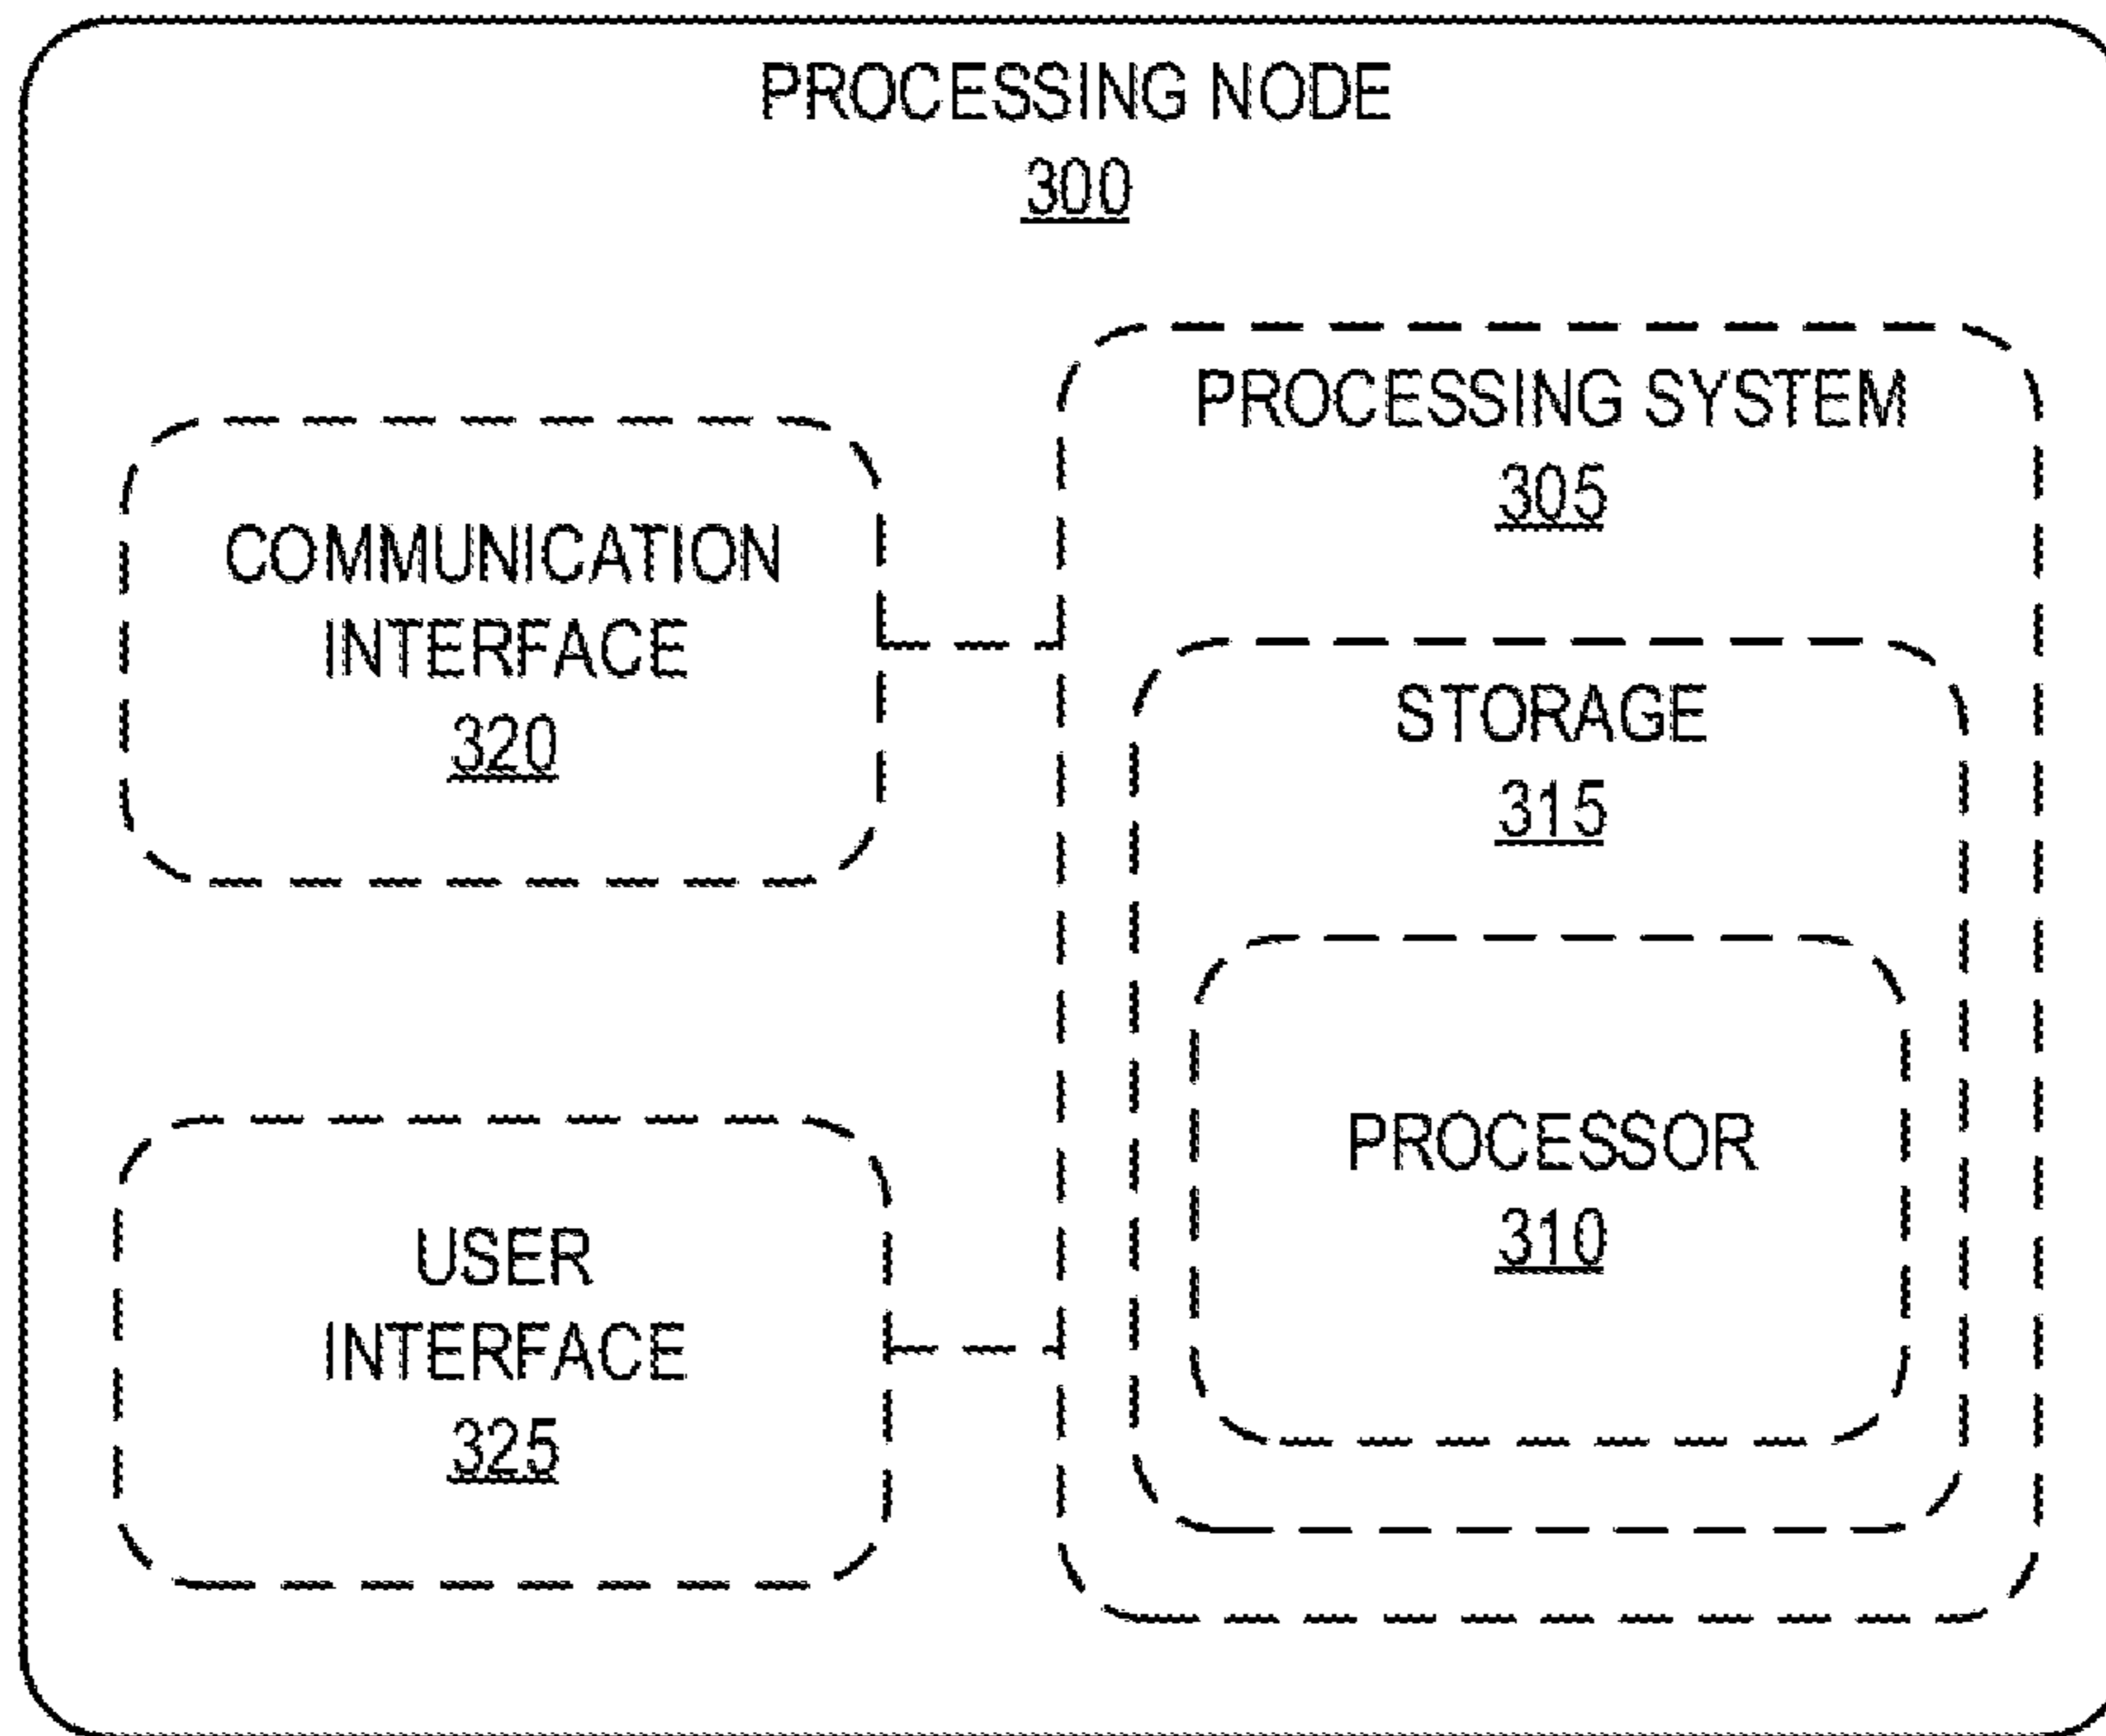 PROCESSING NODE
300
PROCESSING SYSTEM
305
COMMUNICATION
INTERFACE
320
STORAGE
315
PROCESSOR
310
USER
INTERFACE
325